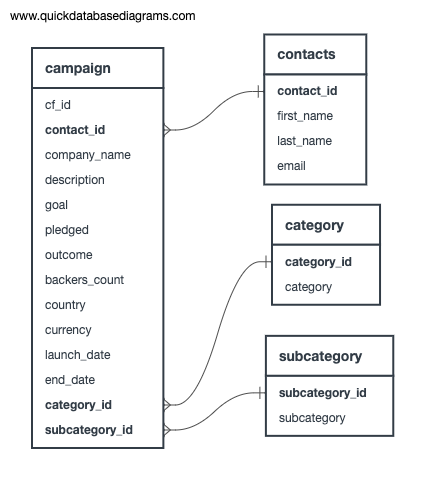 www.quickdatabasediagrams.com
campaign
cf_id
contact_id
company_name
description
goal
pledged
outcome
backers_count
country
currency
launch_date
end_date
category_id
subcategory_id
contacts
contact_id
first_name
last_name
email
category
category_id
category
subcategory
subcategory_id
subcategory